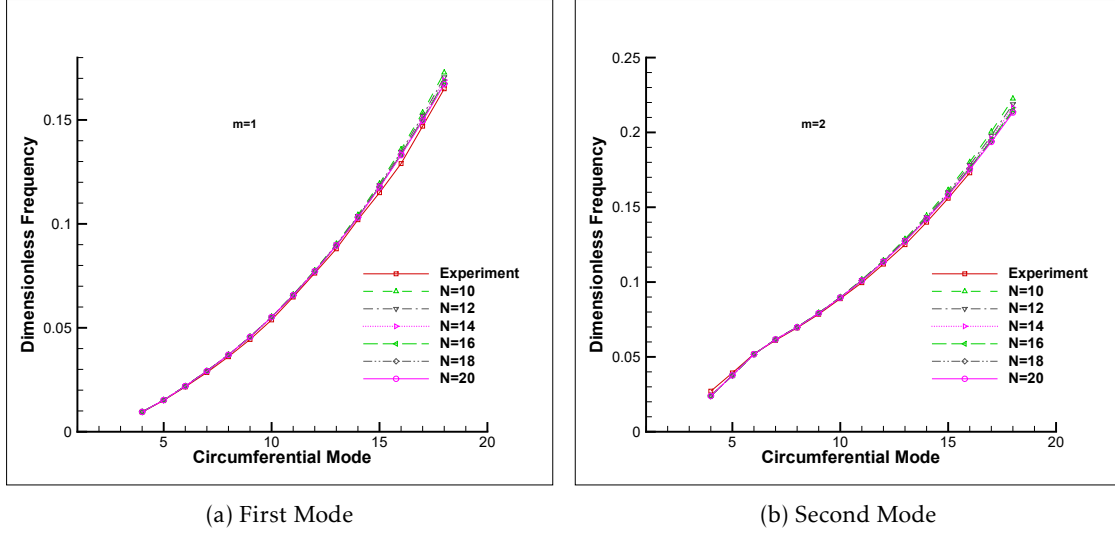 Dimensionless Frequency
0.15
0.1
0.05
0
m=1
Experiment
N=10
N=12
N=14
N=16
N=18
N=20
5 10 15 20
Circumferential Mode
(a) First Mode
Dimensionless Frequency
0.25
0.2
0.15
0.1
0.05
0
m=2
Experiment
N=10
N=12
N=14
N=16
N=18
N=20
5 10 15 20
Circumferential Mode
(b) Second Mode